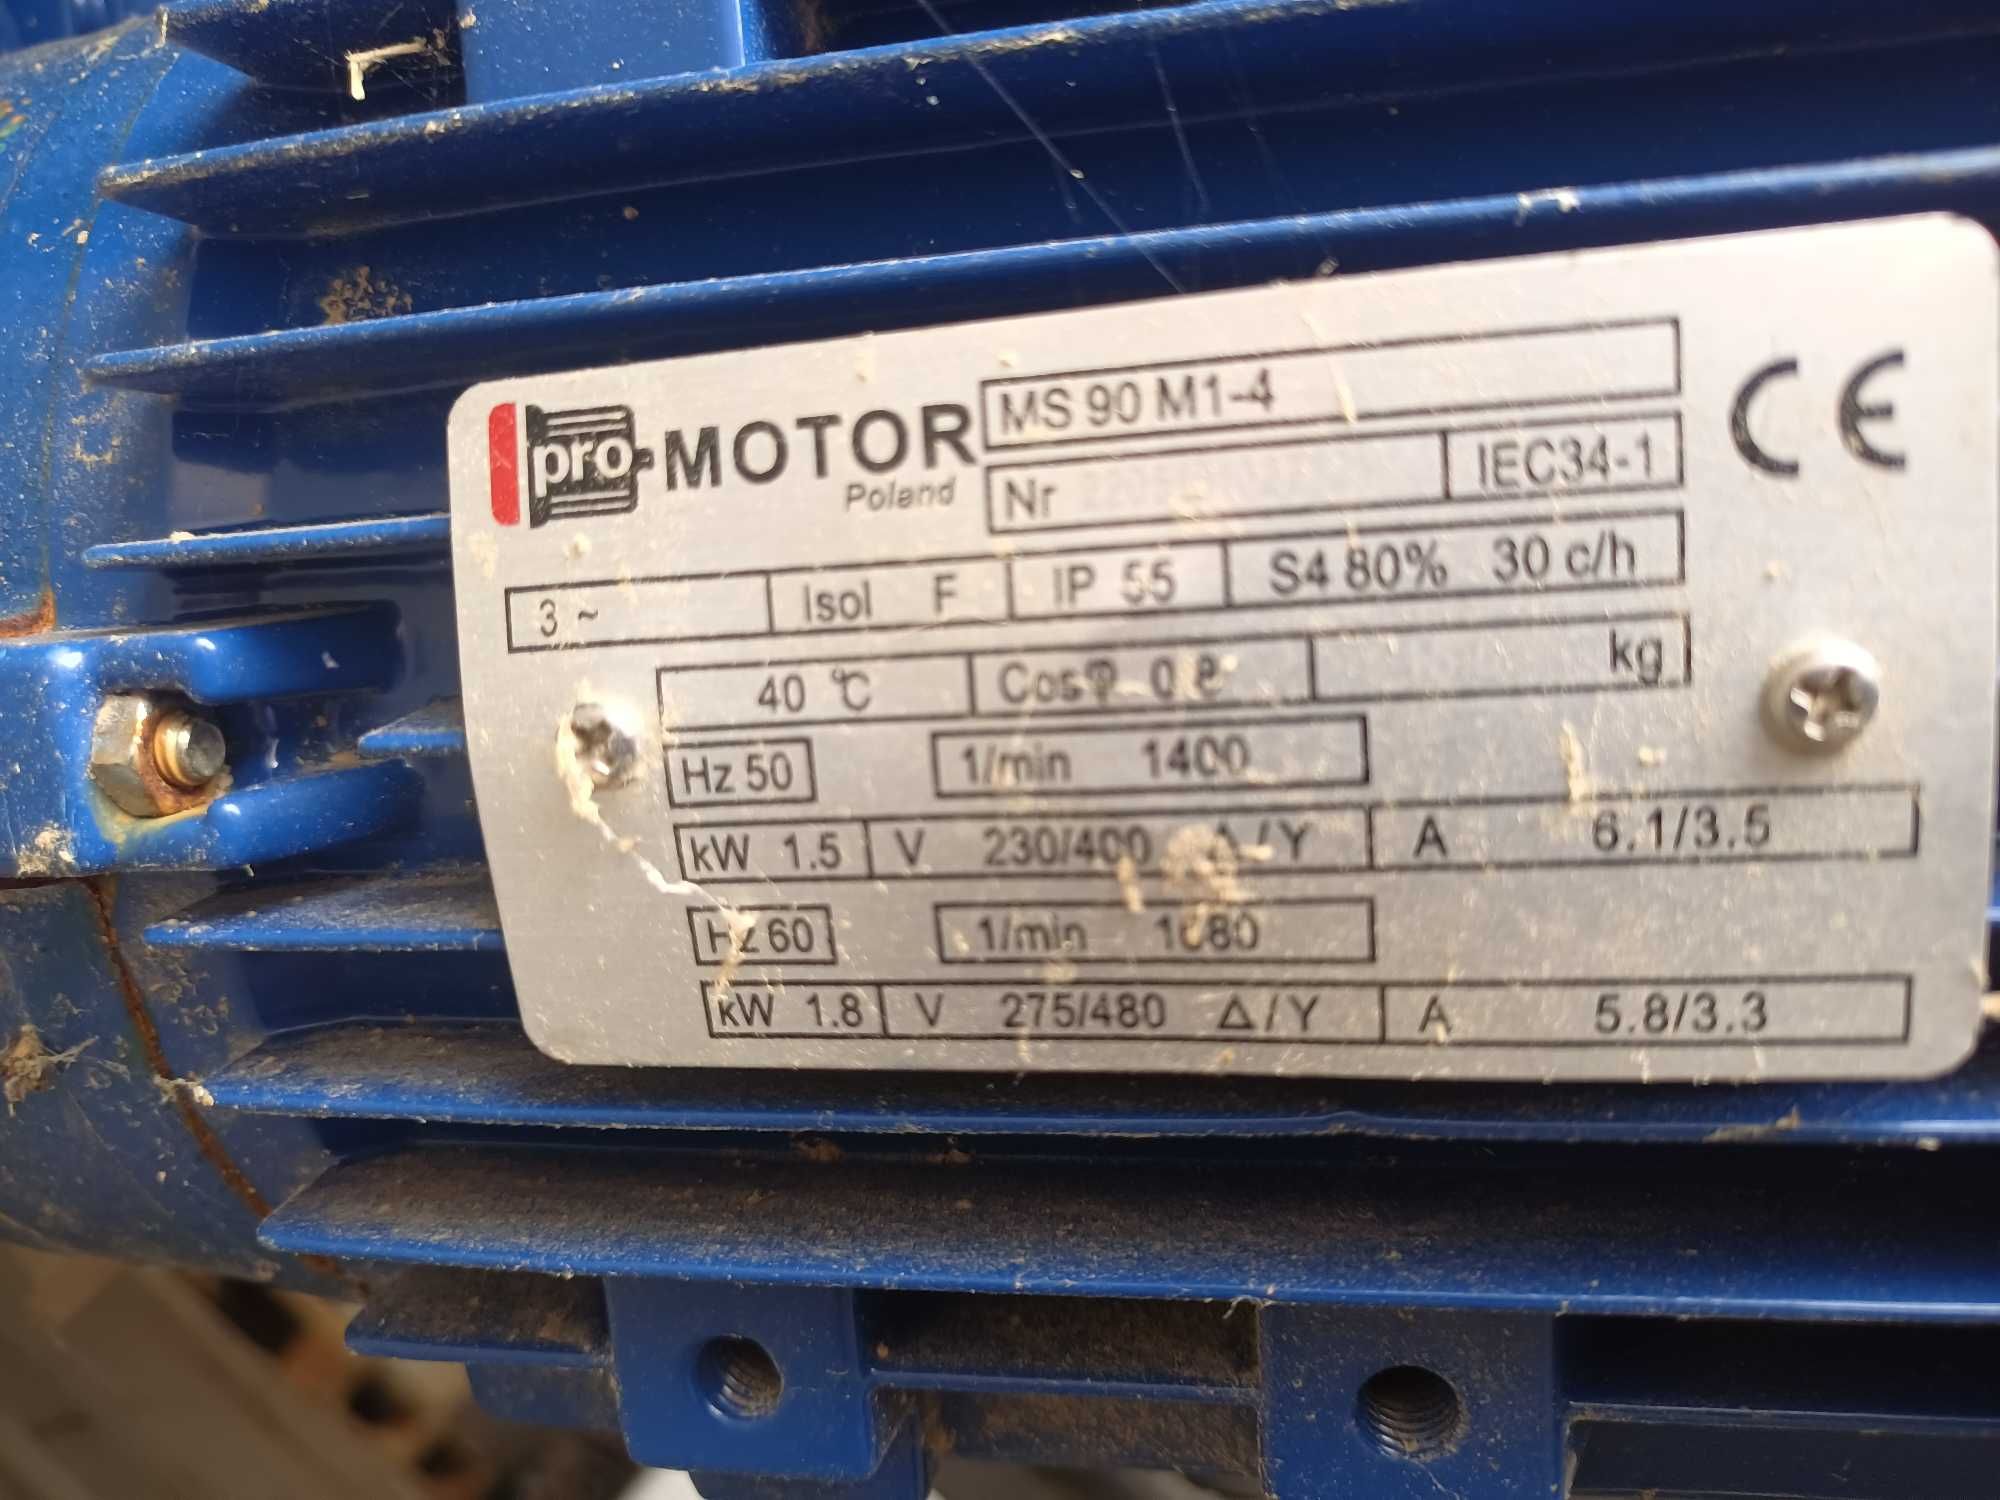 pro-MOTOR
Poland
MS 90 M1-4
Nr IEC34-1
CE
3 ~ Isol F IP 55 S4 80% 30 c/h
40 °C Cosφ 0.8 kg
Hz 50 1/min 1400
kW 1.5 V 230/400 Δ/Y A 6.1/3.5
Hz 60 1/min 1680
kW 1.8 V 275/480 Δ/Y A 5.8/3.3